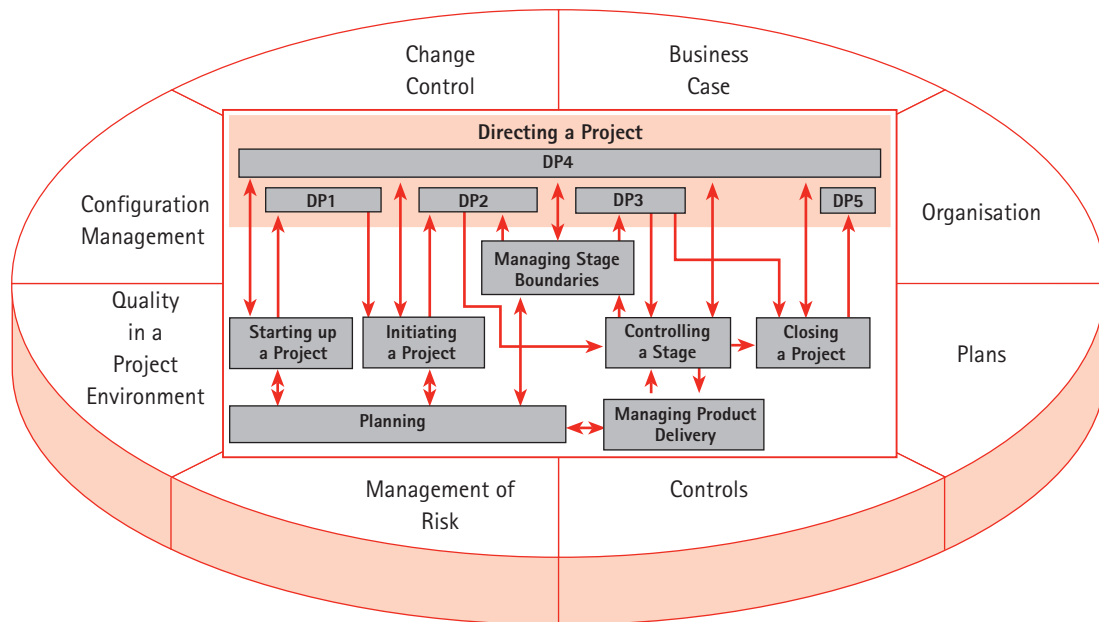 Change
Control
Business
Case
Directing a Project
DP4
DP1
DP2
DP3
DP5
Configuration
Management
Organisation
Managing Stage
Boundaries
Quality
in a
Project
Environment
Starting up
a Project
Initiating
a Project
Controlling
a Stage
Closing
a Project
Plans
Planning
Managing Product
Delivery
Management of
Risk
Controls